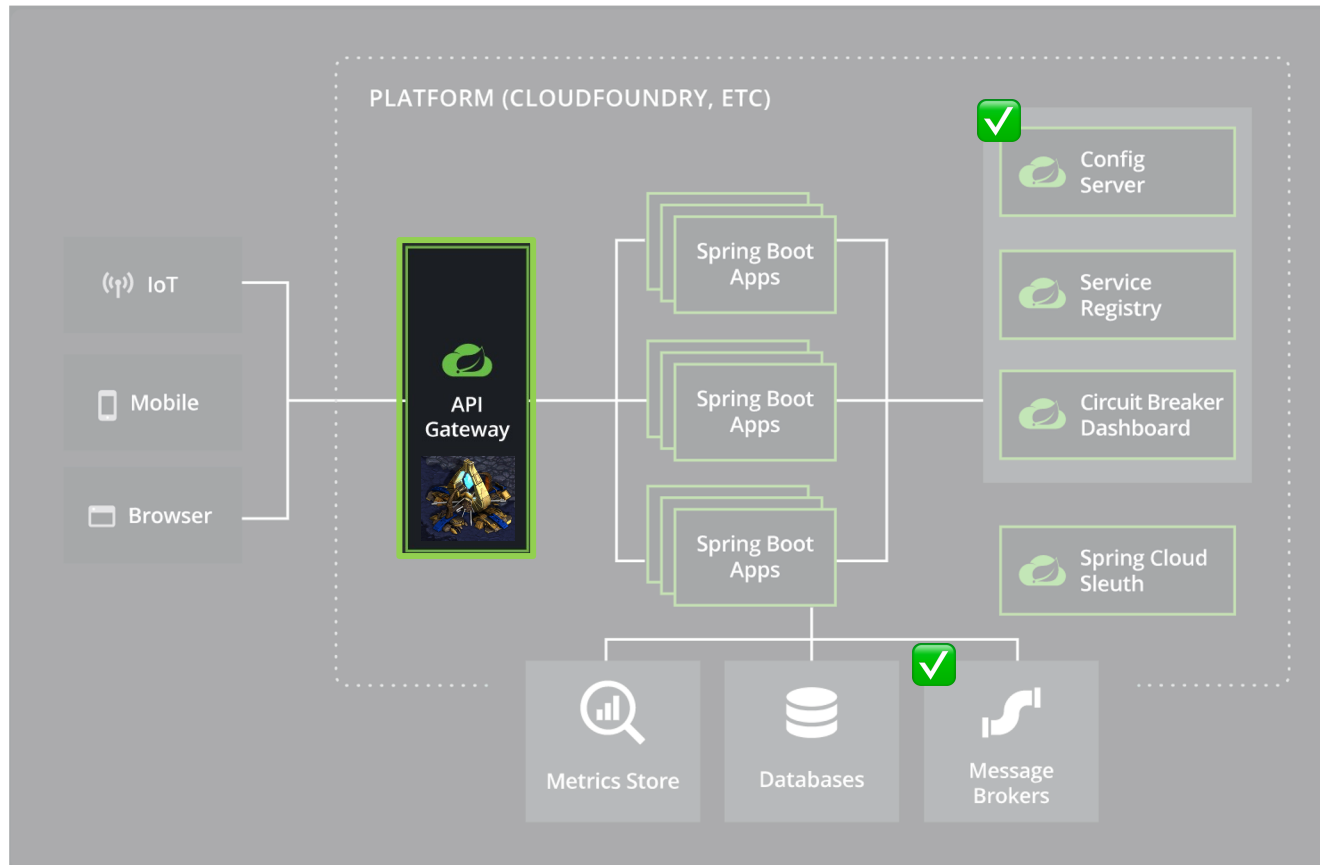 PLATFORM (CLOUDFOUNDRY, ETC)
IoT
Mobile
Browser
API
Gateway
Spring Boot
Apps
Spring Boot
Apps
Spring Boot
Apps
Config
Server
Service
Registry
Circuit Breaker
Dashboard
Spring Cloud
Sleuth
Metrics Store
Databases
Message
Brokers